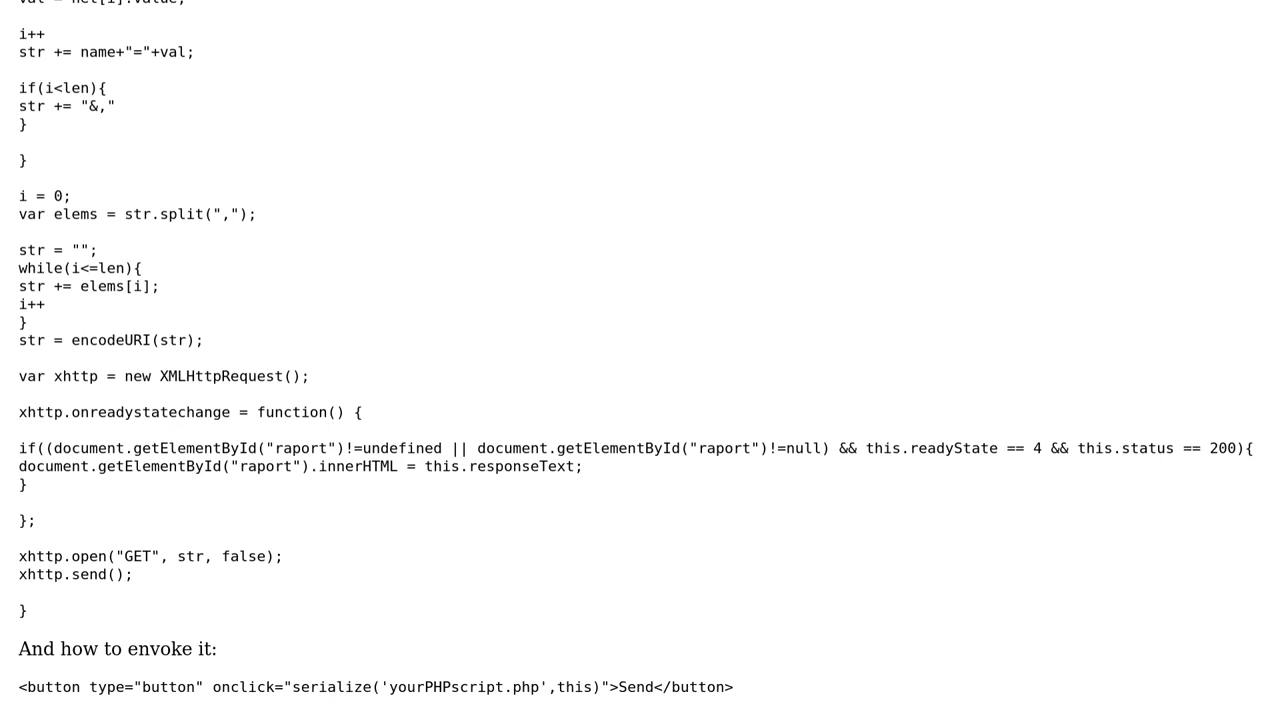 val = net[i].value;
i++
str += name+"="+val;
if(i<len){
str += "&,"
}
}
i = 0;
var elems = str.split(",");
str = "";
while(i<=len){
str += elems[i];
i++
}
str = encodeURI(str);
var xhttp = new XMLHttpRequest();
xhttp.onreadystatechange = function() {
if((document.getElementById("raport")!=undefined || document.getElementById("raport")!=null) && this.readyState == 4 && this.status == 200){
document.getElementById("raport").innerHTML = this.responseText;
}
};
xhttp.open("GET", str, false);
xhttp.send();
}
And how to envoke it:
<button type="button" onclick="serialize('yourPHPscript.php',this)">Send</button>